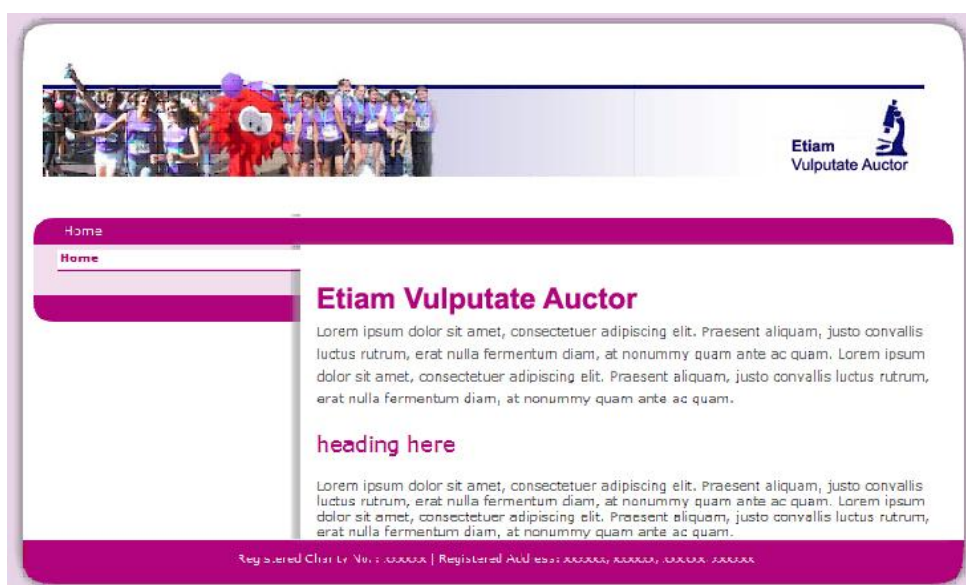 Etiam
Vulputate Auctor
Home
Home
Etiam Vulputate Auctor
Lorem ipsum dolor sit amet, consectetuer adipiscing elit. Praesent aliquam, justo convallis
luctus rutrum, erat nulla fermentum diam, at nonummy quam ante ac quam. Lorem ipsum
dolor sit amet, consectetuer adipiscing elit. Praesent aliquam, justo convallis luctus rutrum,
erat nulla fermentum diam, at nonummy quam ante ac quam.
heading here
Lorem ipsum dolor sit amet, consectetuer adipiscing elit. Praesent aliquam, justo convallis
luctus rutrum, erat nulla fermentum diam, at nonummy quam ante ac quam. Lorem ipsum
dolor sit amet, consectetuer adipiscing elit. Praesent aliquam, justo convallis luctus rutrum,
erat nulla fermentum diam, at nonummy quam ante ac quam.
Registered Charity No. : | Registered Address: